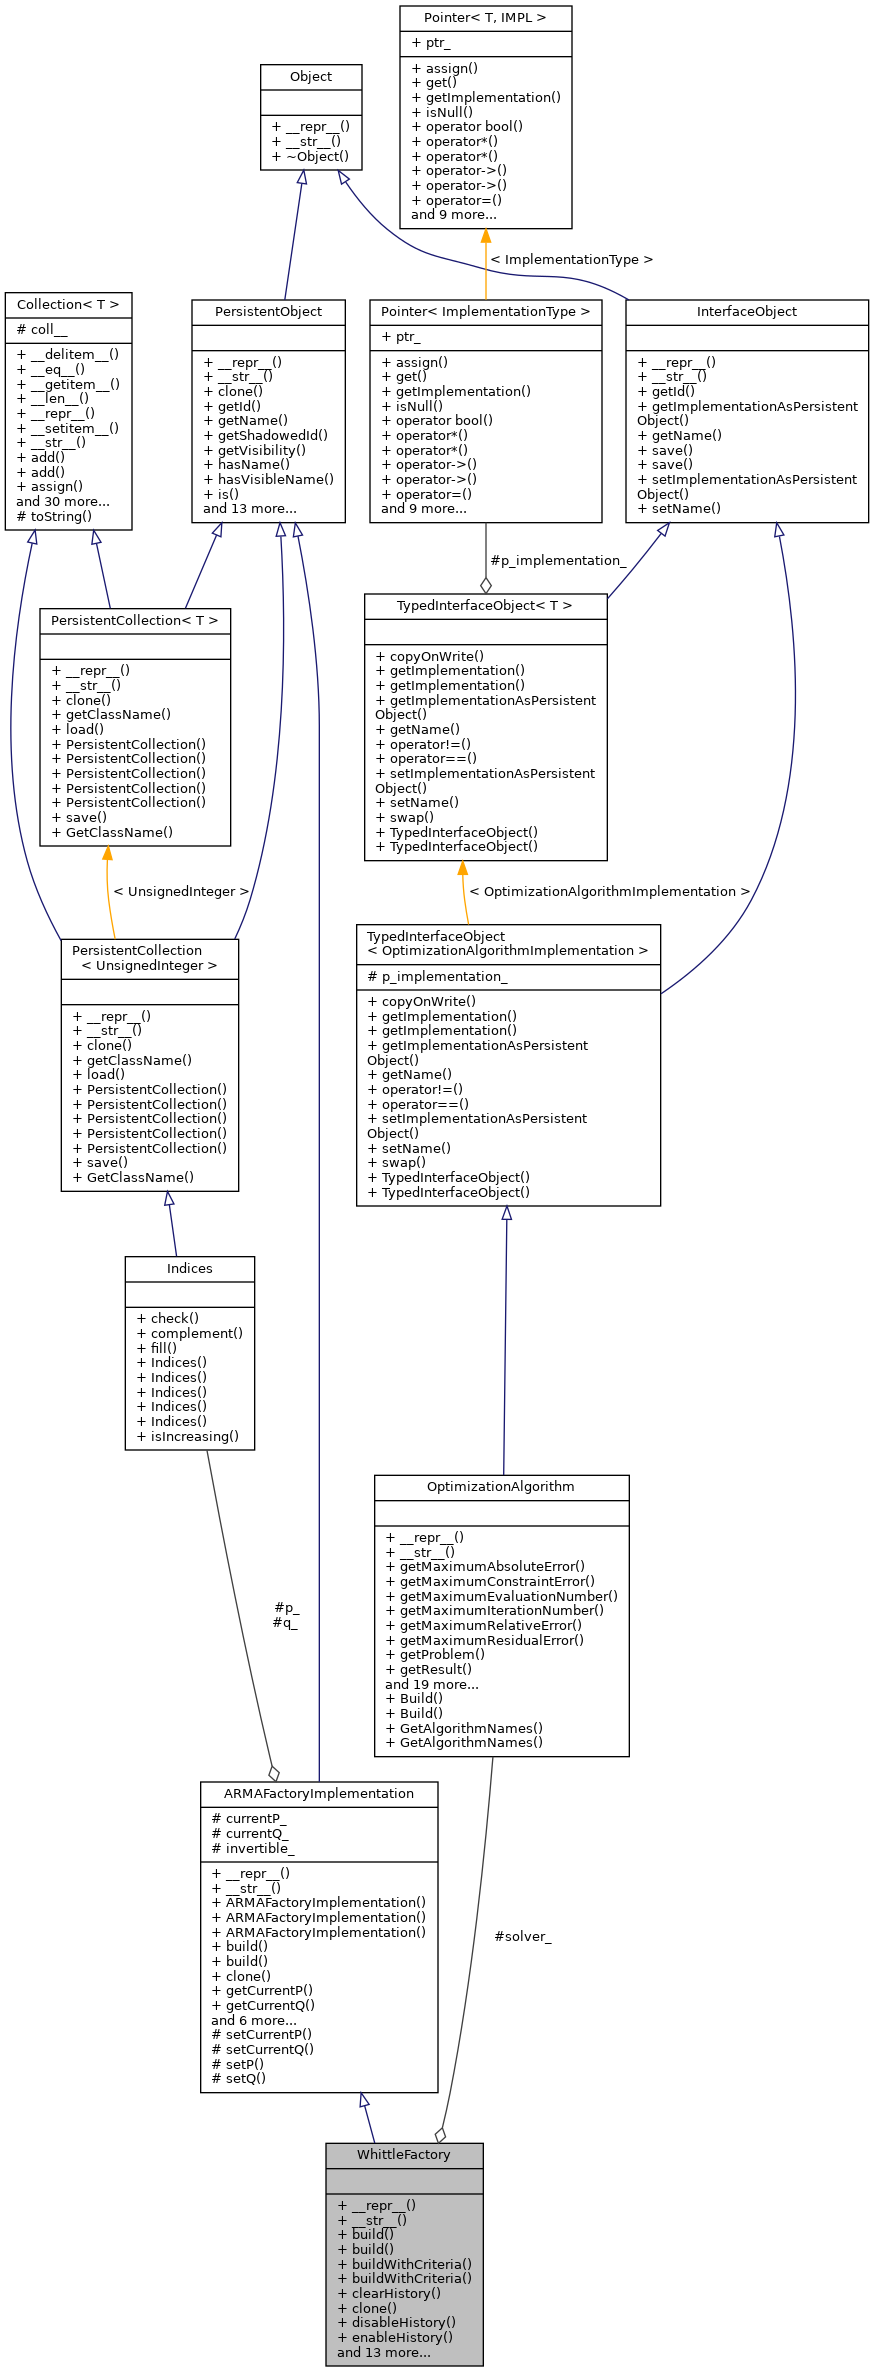 Pointer< T, IMPL >
+ ptr_
+ assign()
+ get()
+ getImplementation()
+ isNull()
+ operator bool()
+ operator*()
+ operator*()
+ operator->()
+ operator->()
+ operator=()
and 9 more...
Object
+ __repr__()
+ __str__()
+ ~Object()
< ImplementationType >
Collection< T >
# coll__
+ __delitem__()
+ __eq__()
+ __getitem__()
+ __len__()
+ __repr__()
+ __setitem__()
+ __str__()
+ add()
+ add()
+ assign()
and 30 more...
# toString()
PersistentObject
+ __repr__()
+ __str__()
+ clone()
+ getId()
+ getName()
+ getShadowedId()
+ getVisibility()
+ hasName()
+ hasVisibleName()
+ is()
and 13 more...
Pointer< ImplementationType >
+ ptr_
+ assign()
+ get()
+ getImplementation()
+ isNull()
+ operator bool()
+ operator*()
+ operator*()
+ operator->()
+ operator->()
+ operator=()
and 9 more...
InterfaceObject
+ __repr__()
+ __str__()
+ getId()
+ getImplementationAsPersistent
Object()
+ getName()
+ save()
+ save()
+ setImplementationAsPersistent
Object()
+ setName()
#p_implementation_
PersistentCollection< T >
+ __repr__()
+ __str__()
+ clone()
+ getClassName()
+ load()
+ PersistentCollection()
+ PersistentCollection()
+ PersistentCollection()
+ PersistentCollection()
+ PersistentCollection()
+ save()
+ GetClassName()
TypedInterfaceObject< T >
+ copyOnWrite()
+ getImplementation()
+ getImplementation()
+ getImplementationAsPersistent
Object()
+ getName()
+ operator!=()
+ operator==()
+ setImplementationAsPersistent
Object()
+ setName()
+ swap()
+ TypedInterfaceObject()
+ TypedInterfaceObject()
< UnsignedInteger >
< OptimizationAlgorithmImplementation >
PersistentCollection
< UnsignedInteger >
+ __repr__()
+ __str__()
+ clone()
+ getClassName()
+ load()
+ PersistentCollection()
+ PersistentCollection()
+ PersistentCollection()
+ PersistentCollection()
+ PersistentCollection()
+ save()
+ GetClassName()
TypedInterfaceObject
< OptimizationAlgorithmImplementation >
# p_implementation_
+ copyOnWrite()
+ getImplementation()
+ getImplementation()
+ getImplementationAsPersistent
Object()
+ getName()
+ operator!=()
+ operator==()
+ setImplementationAsPersistent
Object()
+ setName()
+ swap()
+ TypedInterfaceObject()
+ TypedInterfaceObject()
Indices
+ check()
+ complement()
+ fill()
+ Indices()
+ Indices()
+ Indices()
+ Indices()
+ Indices()
+ isIncreasing()
OptimizationAlgorithm
+ __repr__()
+ __str__()
+ getMaximumAbsoluteError()
+ getMaximumConstraintError()
+ getMaximumEvaluationNumber()
+ getMaximumIterationNumber()
+ getMaximumRelativeError()
+ getMaximumResidualError()
+ getProblem()
+ getResult()
and 19 more...
+ Build()
+ Build()
+ GetAlgorithmNames()
+ GetAlgorithmNames()
#p_
#q_
ARMAFactoryImplementation
# currentP_
# currentQ_
# invertible_
+ __repr__()
+ __str__()
+ ARMAFactoryImplementation()
+ ARMAFactoryImplementation()
+ ARMAFactoryImplementation()
+ build()
+ build()
+ clone()
+ getCurrentP()
+ getCurrentQ()
and 6 more...
# setCurrentP()
# setCurrentQ()
# setP()
# setQ()
#solver_
WhittleFactory
+ __repr__()
+ __str__()
+ build()
+ build()
+ buildWithCriteria()
+ buildWithCriteria()
+ clearHistory()
+ clone()
+ disableHistory()
+ enableHistory()
and 13 more...